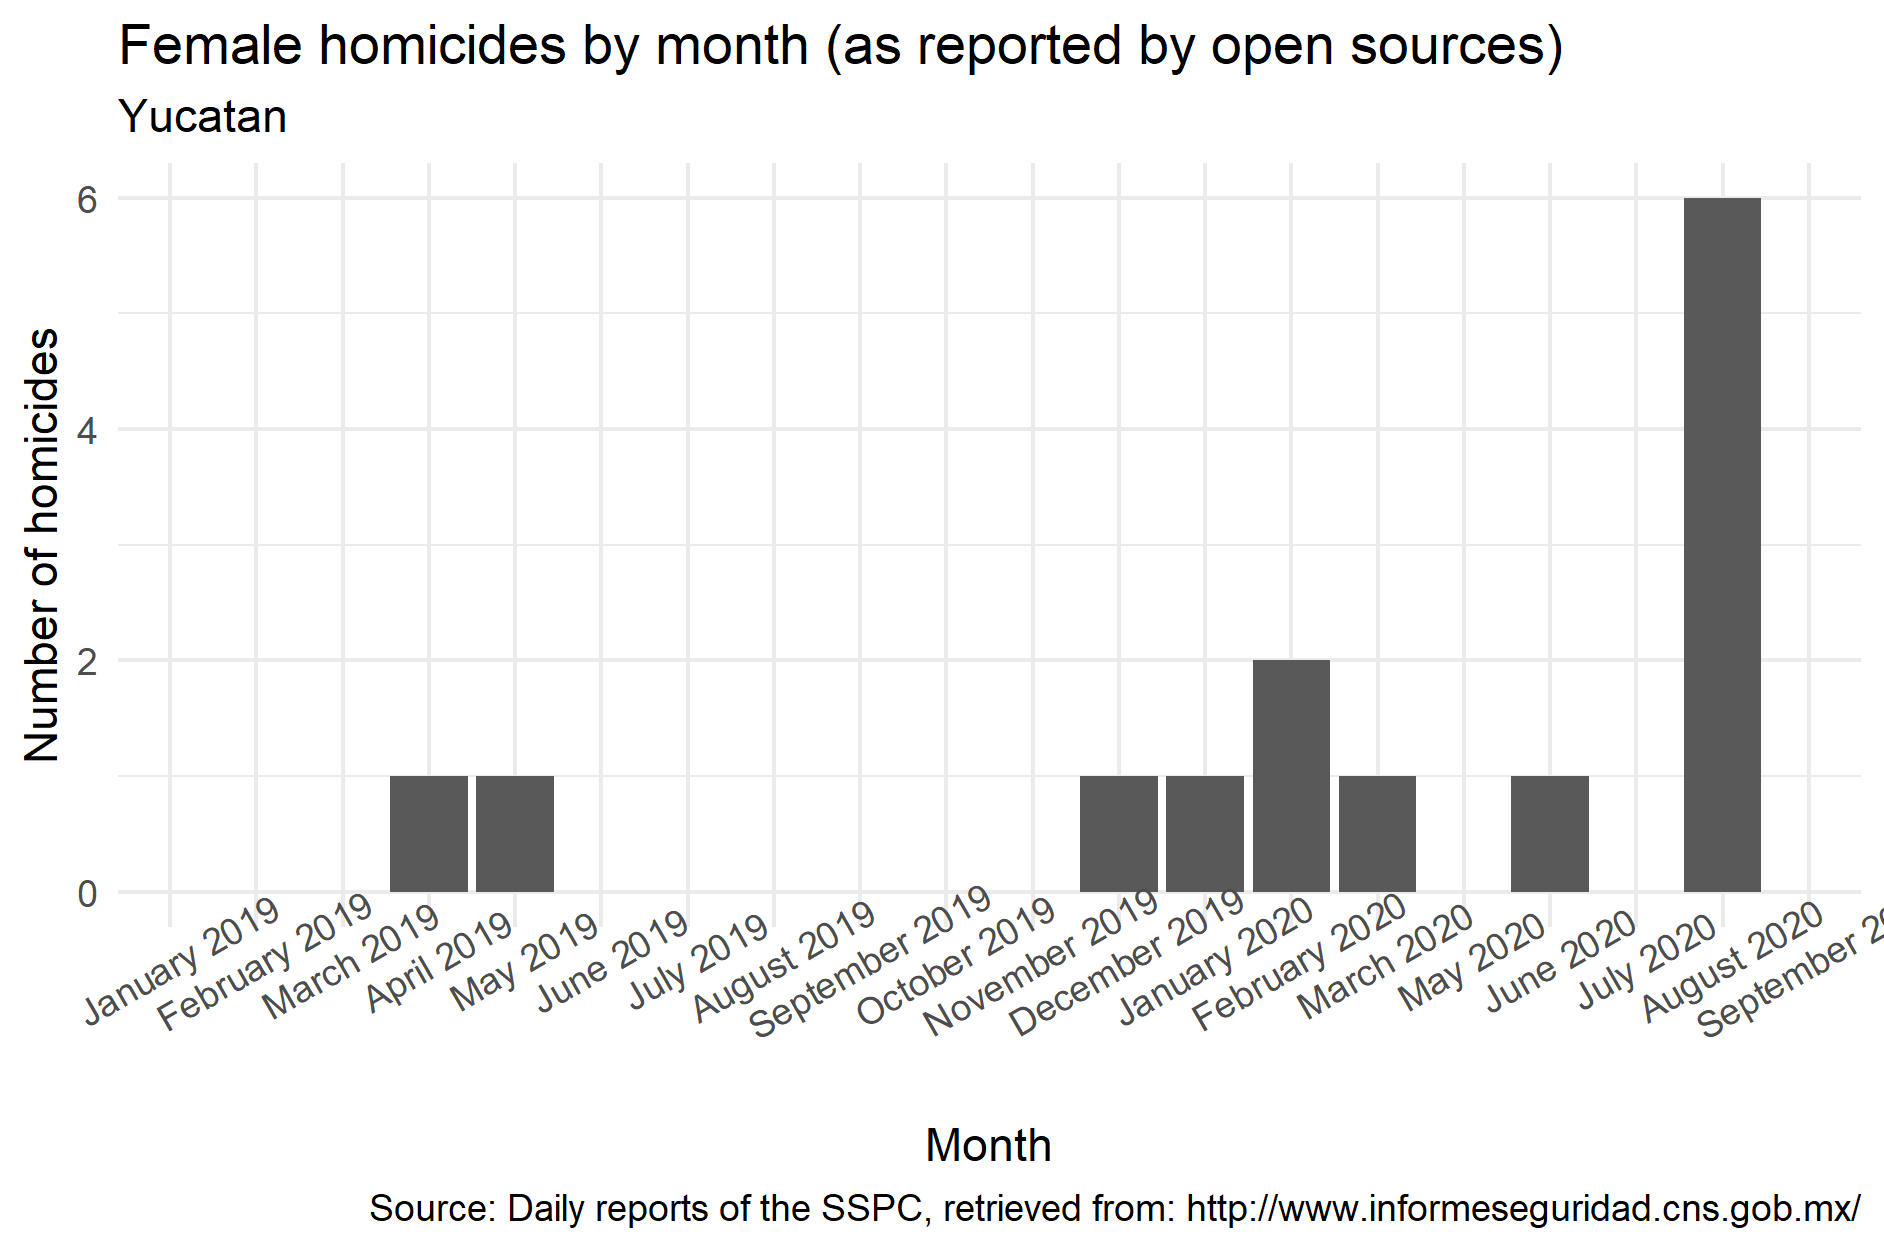 Female homicides by month (as reported by open sources)
Yucatan
Number of homicides
6
4
2
0
January 2019
February 2019
March 2019
April 2019
May 2019
June 2019
July 2019
August 2019
September 2019
October 2019
November 2019
December 2019
January 2020
February 2020
March 2020
May 2020
June 2020
July 2020
August 2020
September
Month
Source: Daily reports of the SSPC, retrieved from: http://www.informeseguridad.cns.gob.mx/